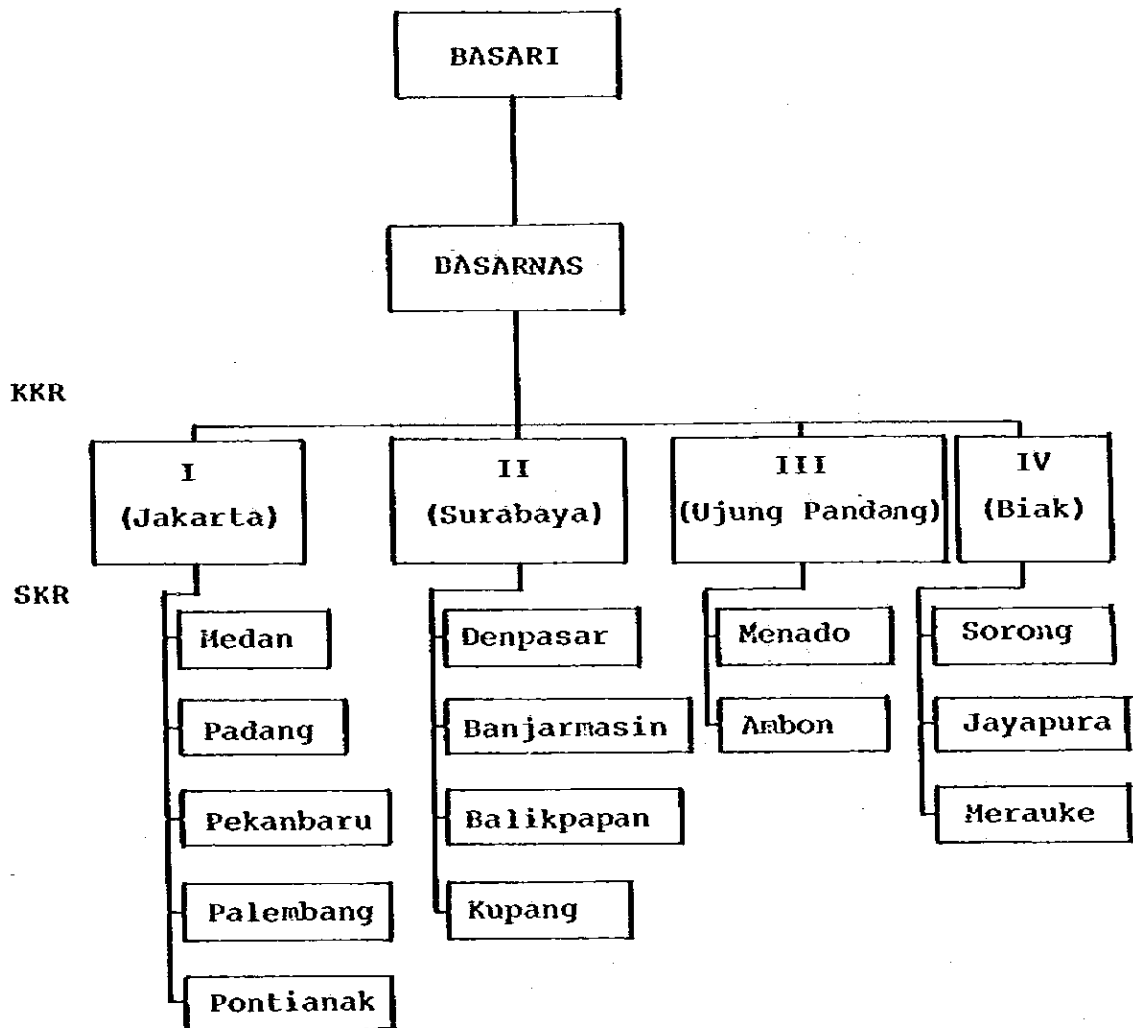 BASARI
BASARNAS
KKR
I
(Jakarta)
II
(Surabaya)
III
(Ujung Pandang)
IV
(Biak)
SKR
Medan
Padang
Pekanbaru
Palembang
Pontianak
Denpasar
Banjarmasin
Balikpapan
Kupang
Menado
Ambon
Sorong
Jayapura
Merauke